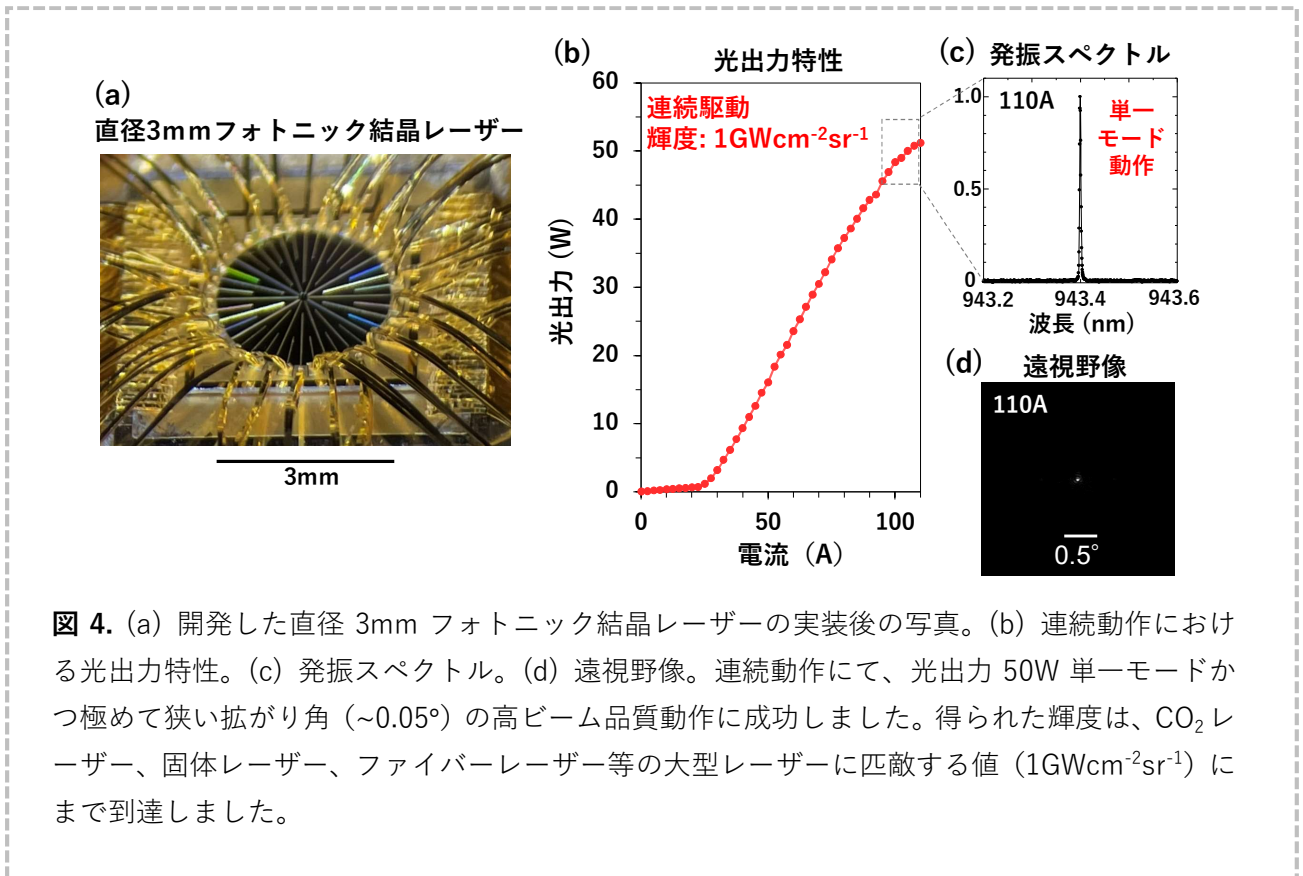 (a)
直径3mmフォトニック結晶レーザー
3mm
(b)
光出力特性
連続駆動
輝度: 1GWcm-2sr-1
60
50
40
30
20
10
0
光出力 (W)
0
50
100
電流（A）
(c)
発振スペクトル
110A
単一
モード
動作
1.0
0.5
0
943.2
943.4
943.6
波長 (nm)
(d)
遠視野像
110A
0.5°
図 4. (a) 開発した直径 3mm フォトニック結晶レーザーの実装後の写真。(b) 連続動作におけ
る光出力特性。(c) 発振スペクトル。(d) 遠視野像。連続動作にて、光出力 50W 単一モードか
つ極めて狭い拡がり角（~0.05°）の高ビーム品質動作に成功しました。得られた輝度は、CO₂レ
ーザー、固体レーザー、ファイバーレーザー等の大型レーザーに匹敵する値（1GWcm-2sr-1）に
まで到達しました。